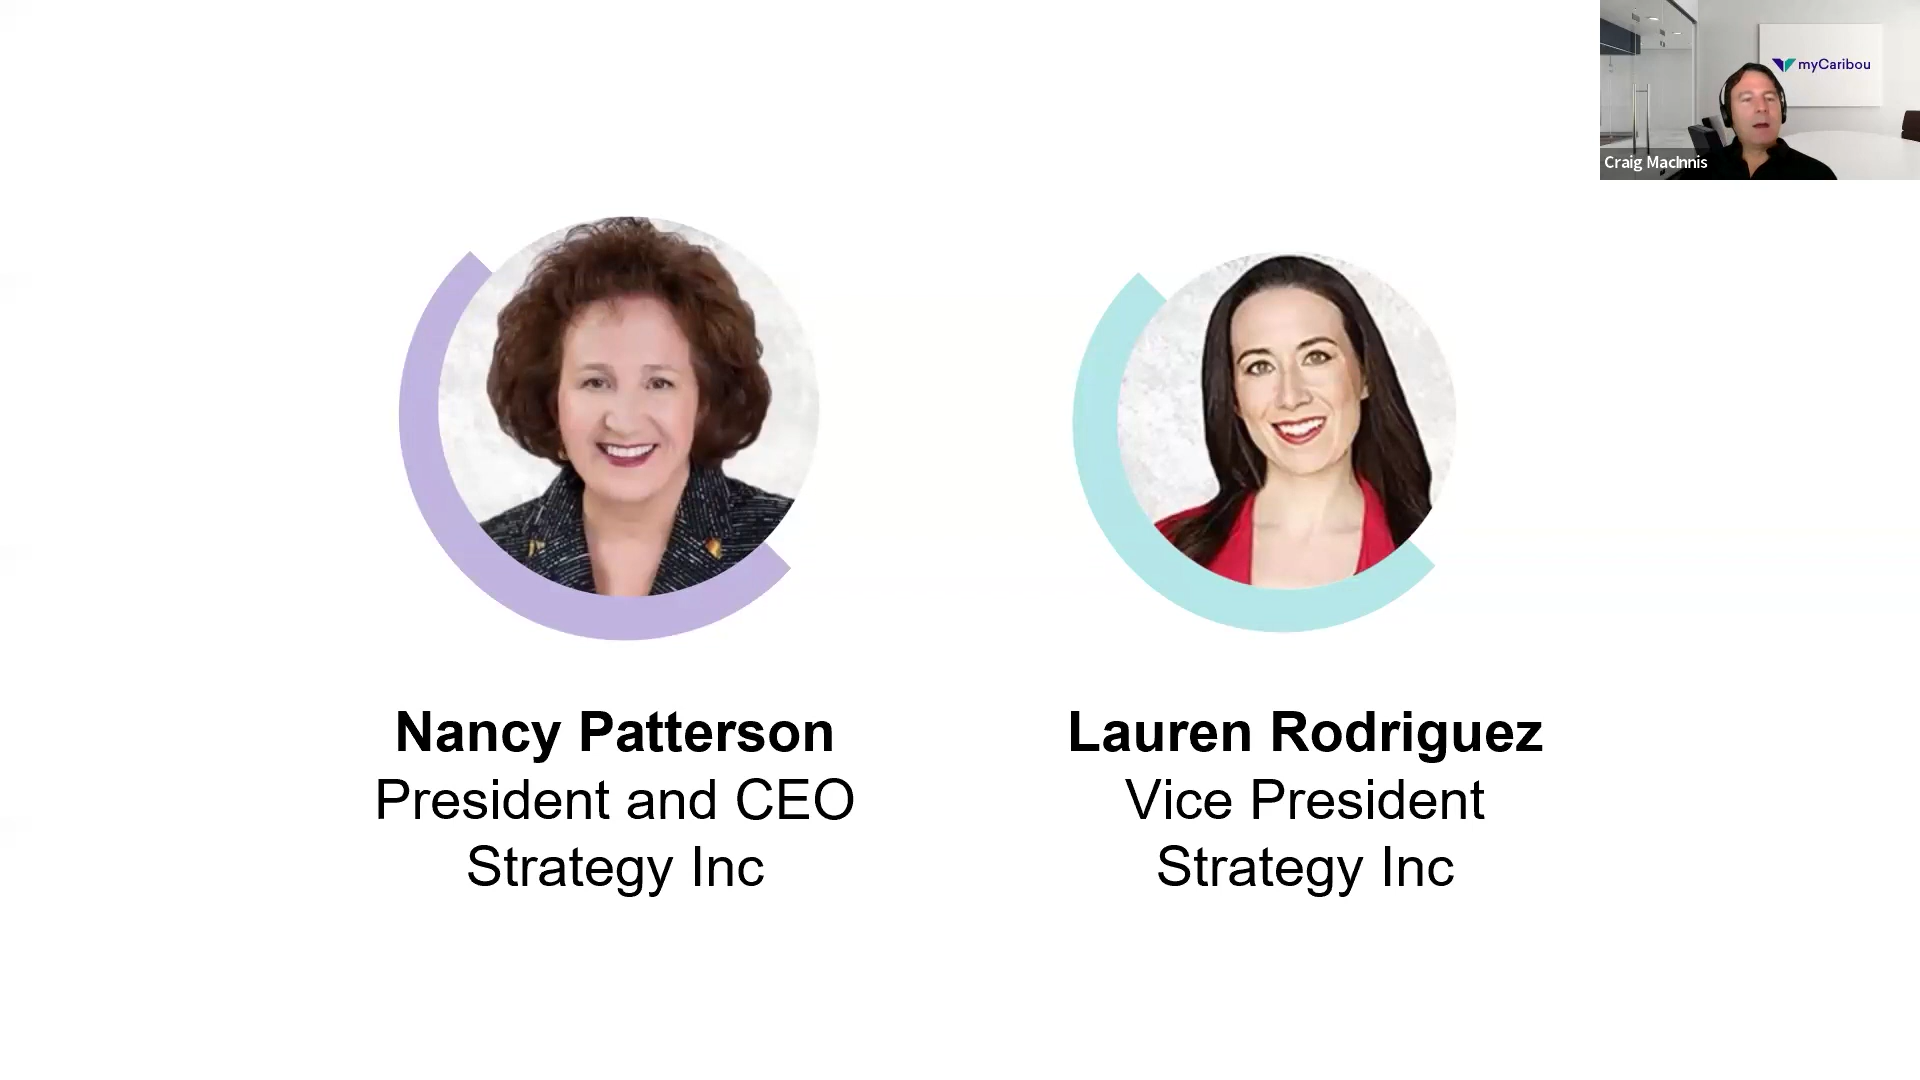 myCaribou
Craig MacInnis
Nancy Patterson
President and CEO
Strategy Inc
Lauren Rodriguez
Vice President
Strategy Inc